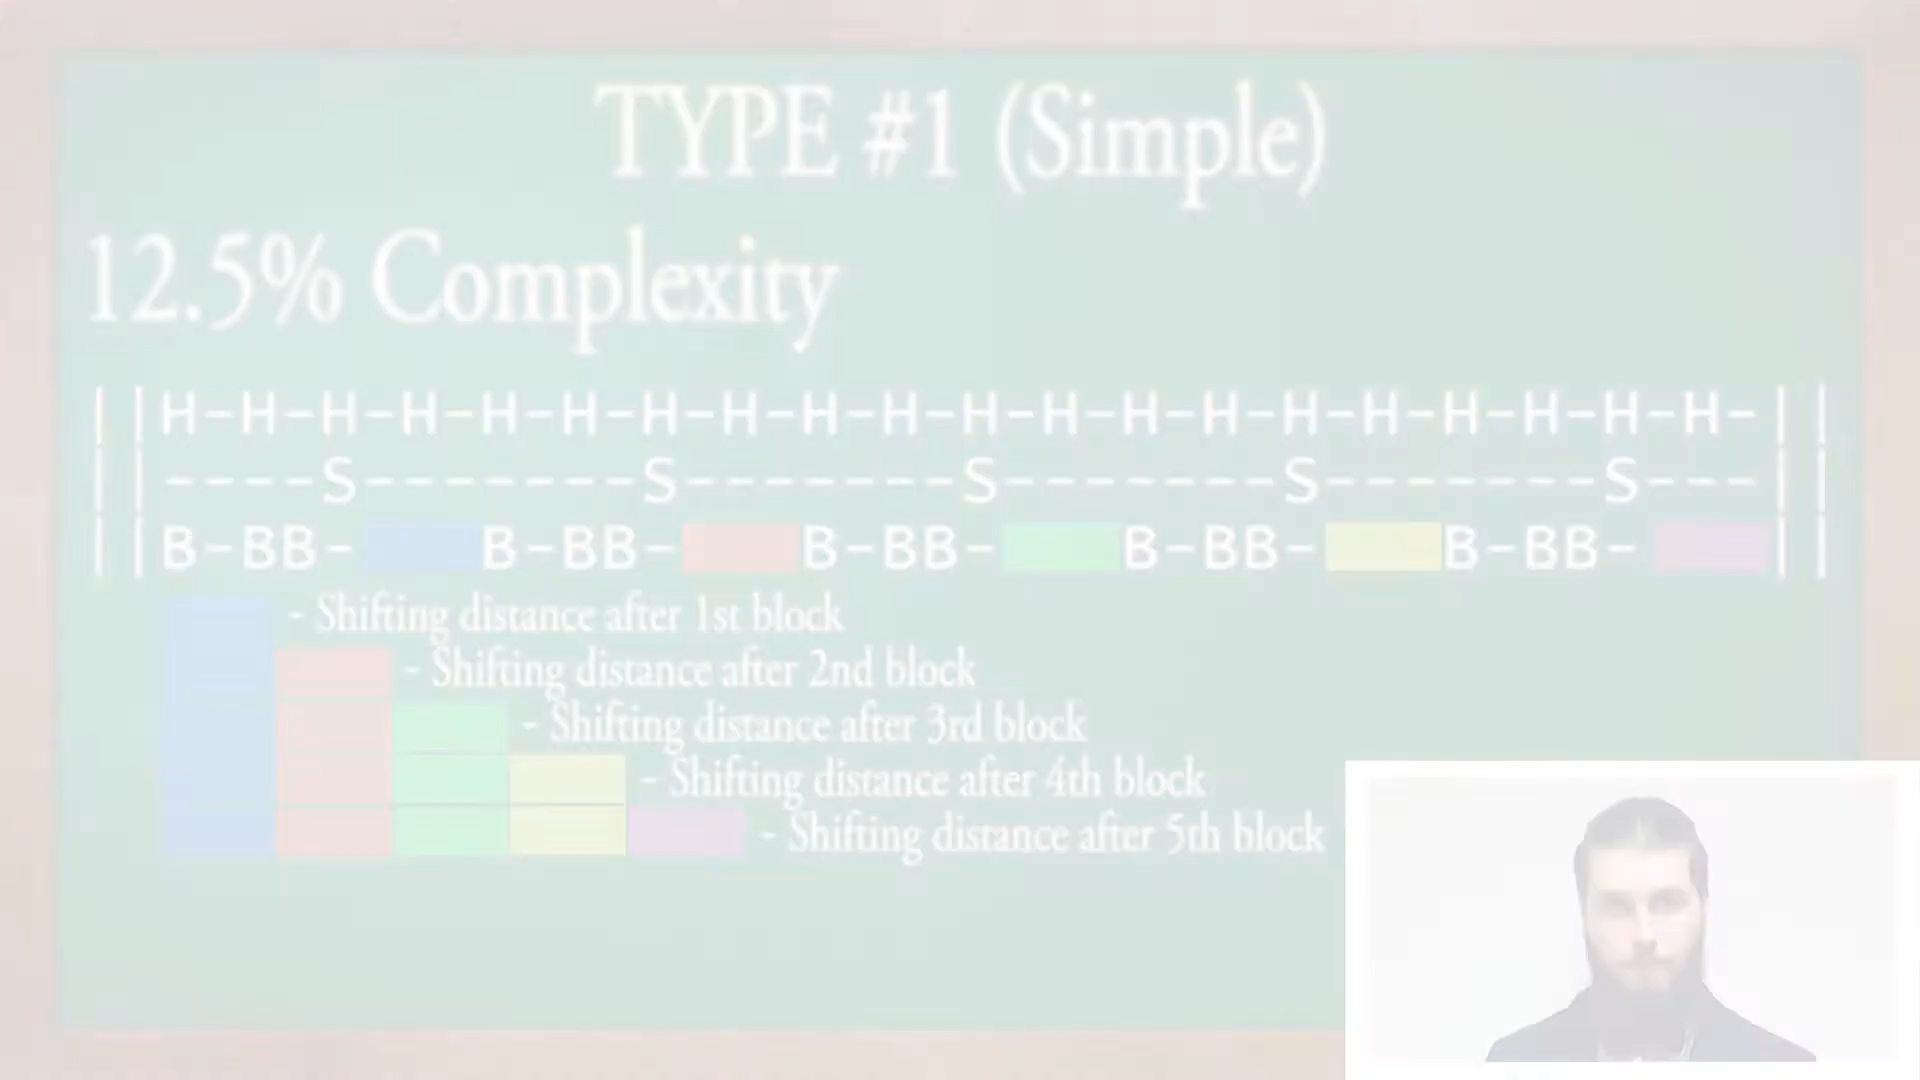 TYPE #1 (Simple)
12.5% Complexity
||H-H-H-H-H-H-H-H-H-H-H-H-H-H-H-H-H-H-H-H-||
||----S-------S-------S-------S-------S---||
||B-BB- B-BB- B-BB- B-BB- B-BB- ||
- Shifting distance after 1st block
- Shifting distance after 2nd block
- Shifting distance after 3rd block
- Shifting distance after 4th block
- Shifting distance after 5th block